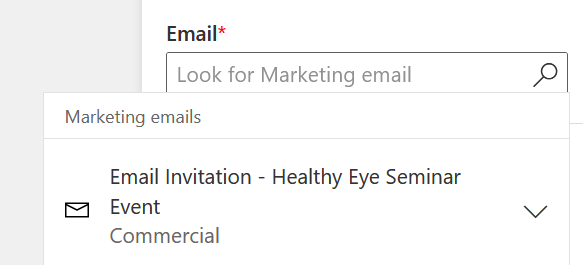 Email*
Look for Marketing email
Marketing emails
Email Invitation - Healthy Eye Seminar
Event
Commercial